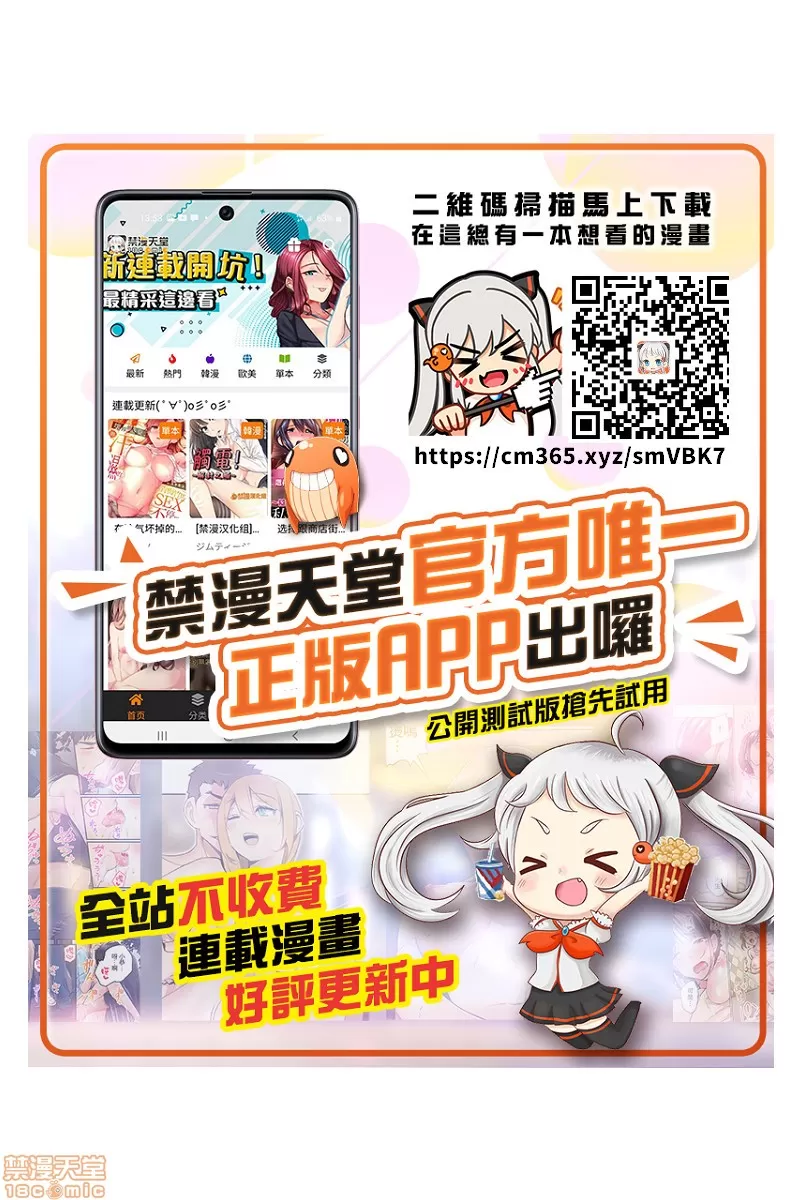 二維碼掃描馬上下載
在這總有一本想看的漫畫
https://cm365.xyz/smVBK7
禁漫天堂
新連載開坑！
最精采這邊看
最新 熱門 韓漫 歐美 單本 分類
連載更新(ﾟ∀ﾟ)o彡ﾟo彡ﾟ
單本 韓漫 單本
觸電!
SEX
[禁漫汉化组]...
禁漫天堂官方唯一
正版APP出囉
公開測試版搶先試用
首页 分类
全站不收費
連載漫畫
好評更新中
禁漫天堂
18comic